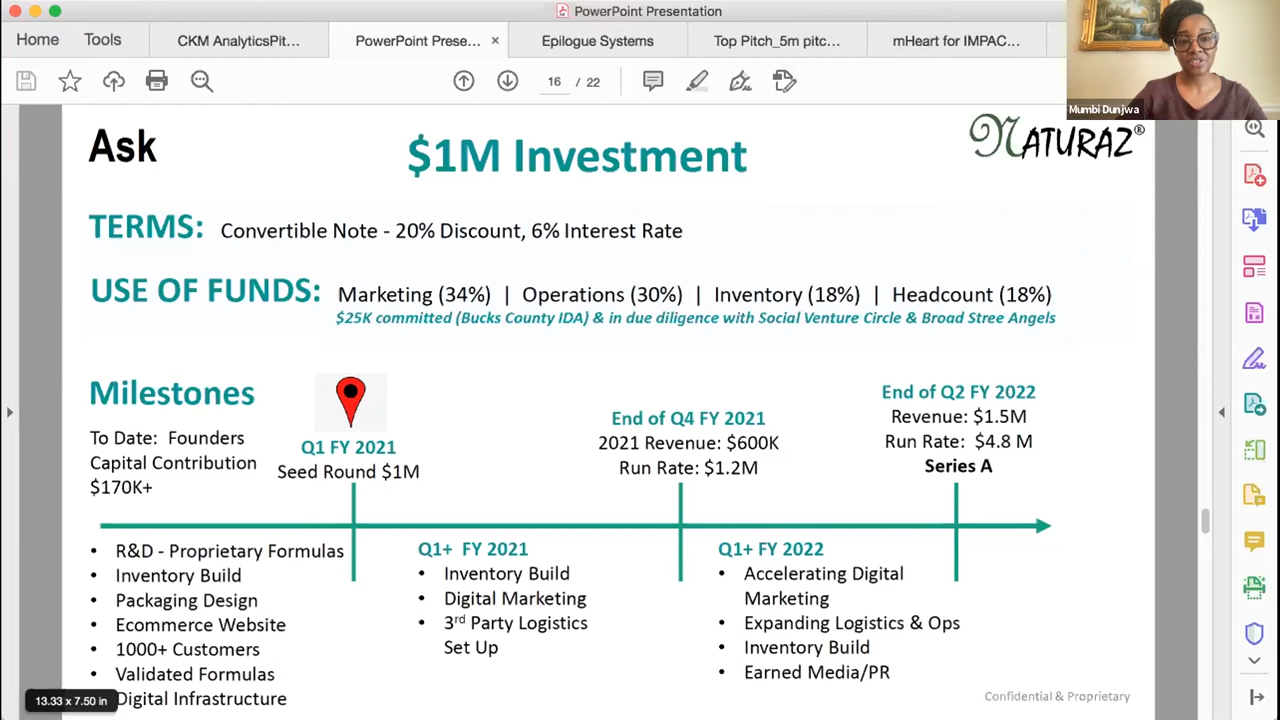 PowerPoint Presentation
Home Tools CKM AnalyticsPit... PowerPoint Prese... × Epilogue Systems Top Pitch_5m pitc... mHeart for IMPAC...
16 / 22
Mumbi Dunjwa
Ask
$1M Investment
NATURAZ®
TERMS: Convertible Note - 20% Discount, 6% Interest Rate
USE OF FUNDS: Marketing (34%) | Operations (30%) | Inventory (18%) | Headcount (18%)
$25K committed (Bucks County IDA) & in due diligence with Social Venture Circle & Broad Stree Angels
Milestones
To Date: Founders
Capital Contribution
$170K+
Q1 FY 2021
Seed Round $1M
End of Q4 FY 2021
2021 Revenue: $600K
Run Rate: $1.2M
End of Q2 FY 2022
Revenue: $1.5M
Run Rate: $4.8 M
Series A
• R&D - Proprietary Formulas
• Inventory Build
• Packaging Design
• Ecommerce Website
• 1000+ Customers
• Validated Formulas
Digital Infrastructure
Q1+ FY 2021
• Inventory Build
• Digital Marketing
• 3rd Party Logistics
Set Up
Q1+ FY 2022
• Accelerating Digital
Marketing
• Expanding Logistics & Ops
• Inventory Build
• Earned Media/PR
13.33 x 7.50 in
Confidential & Proprietary